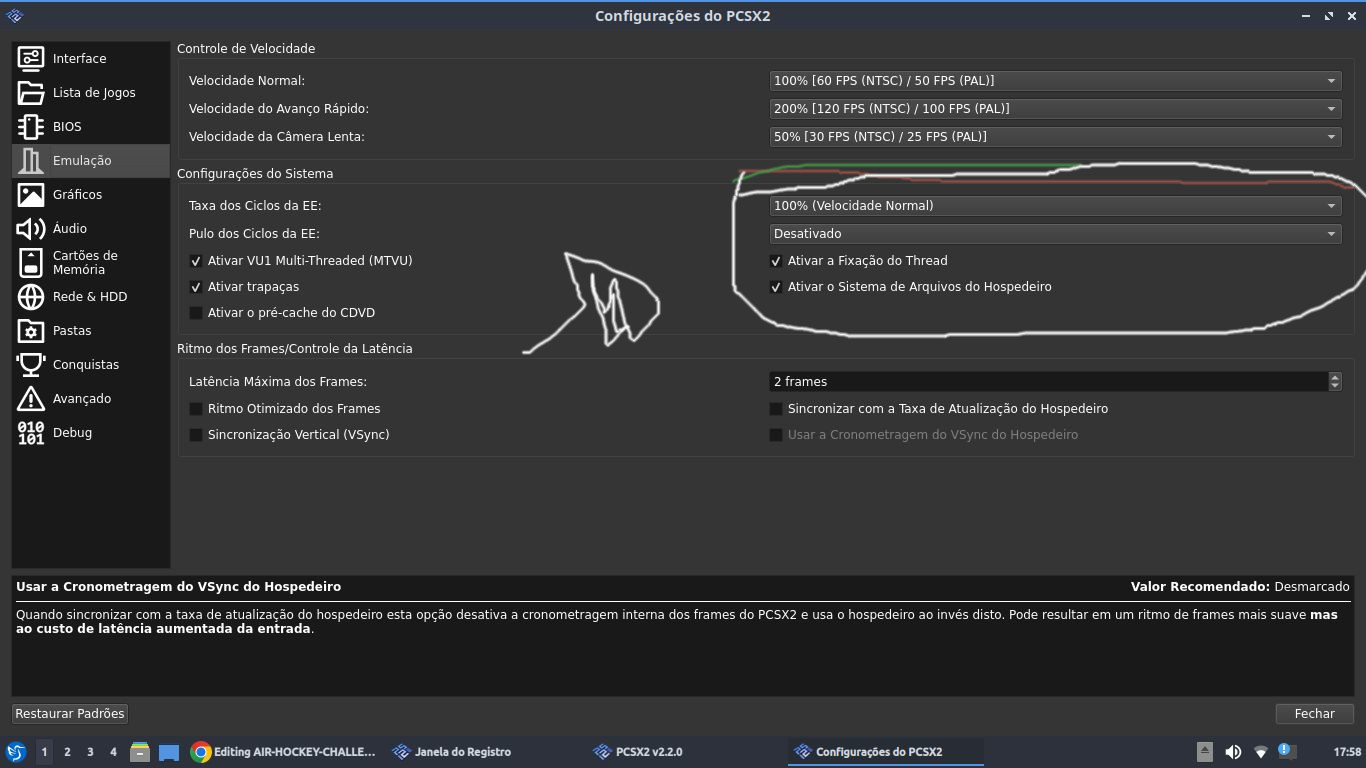 Configurações do PCSX2
Interface
Lista de Jogos
BIOS
Emulação
Gráficos
Áudio
Cartões de
Memória
Rede & HDD
Pastas
Conquistas
Avançado
Debug
Controle de Velocidade
Velocidade Normal: 100% [60 FPS (NTSC) / 50 FPS (PAL)]
Velocidade do Avanço Rápido: 200% [120 FPS (NTSC) / 100 FPS (PAL)]
Velocidade da Câmera Lenta: 50% [30 FPS (NTSC) / 25 FPS (PAL)]
Configurações do Sistema
Taxa dos Ciclos da EE: 100% (Velocidade Normal)
Pulo dos Ciclos da EE: Desativado
Ativar VU1 Multi-Threaded (MTVU) Ativar a Fixação do Thread
Ativar trapaças Ativar o Sistema de Arquivos do Hospedeiro
Ativar o pré-cache do CDVD
Ritmo dos Frames/Controle da Latência
Latência Máxima dos Frames: 2 frames
Ritmo Otimizado dos Frames Sincronizar com a Taxa de Atualização do Hospedeiro
Sincronização Vertical (VSync) Usar a Cronometragem do VSync do Hospedeiro
Usar a Cronometragem do VSync do Hospedeiro Valor Recomendado: Desmarcado
Quando sincronizar com a taxa de atualização do hospedeiro esta opção desativa a cronometragem interna dos frames do PCSX2 e usa o hospedeiro ao invés disto. Pode resultar em um ritmo de frames mais suave mas
ao custo de latência aumentada da entrada.
Restaurar Padrões Fechar
1 2 3 4 Editing AIR-HOCKEY-CHALLE... Janela do Registro PCSX2 v2.2.0 Configurações do PCSX2 17:58